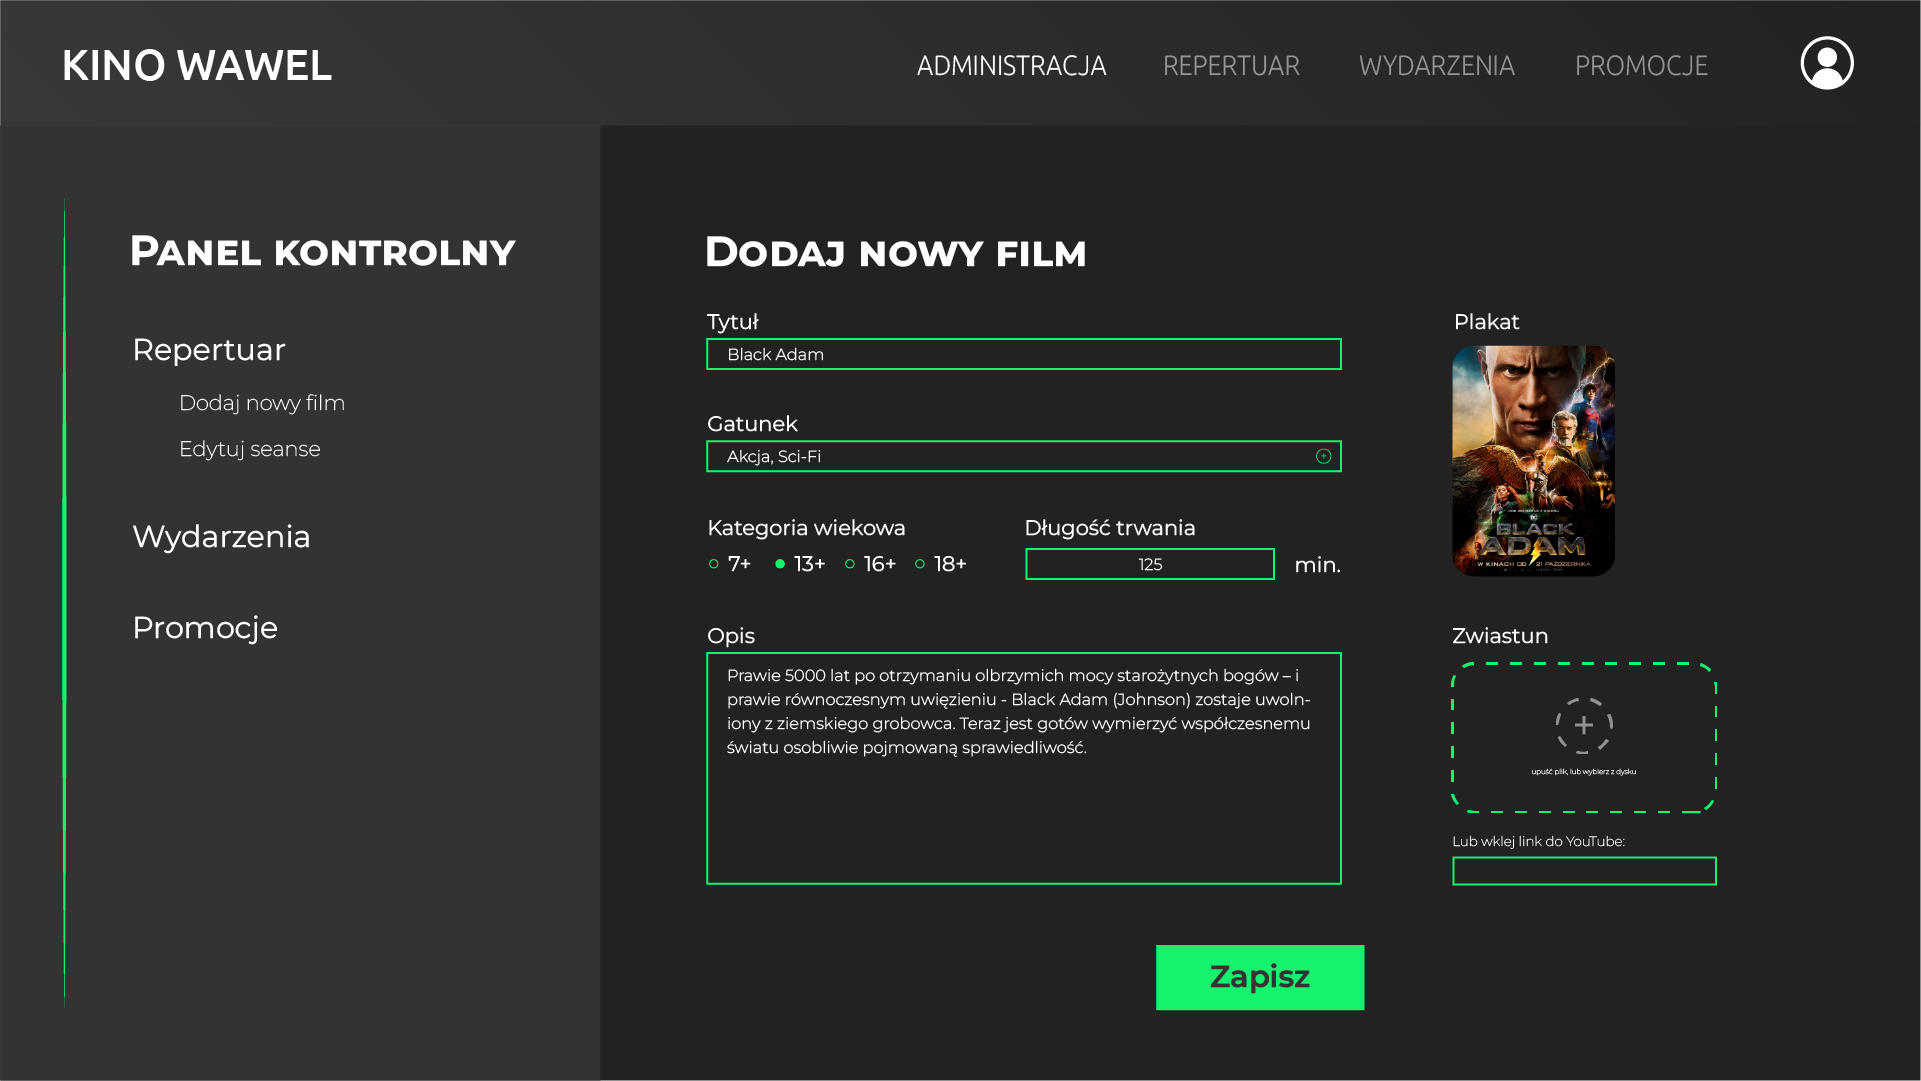 KINO WAWEL
ADMINISTRACJA
REPERTUAR
WYDARZENIA
PROMOCJE
PANEL KONTROLNY
Repertuar
Dodaj nowy film
Edytuj seanse
Wydarzenia
Promocje
DODAJ NOWY FILM
Tytuł
Black Adam
Gatunek
Akcja, Sci-Fi
Kategoria wiekowa
7+ 13+ 16+ 18+
Długość trwania
125 min.
Opis
Prawie 5000 lat po otrzymaniu olbrzymich mocy starożytnych bogów – i
prawie równoczesnym uwięzieniu - Black Adam (Johnson) zostaje uwoln-
iony z ziemskiego grobowca. Teraz jest gotów wymierzyć współczesnemu
światu osobliwie pojmowaną sprawiedliwość.
Plakat
DC
BLACK
ADAM
W KINACH OD 21 PAŹDZIERNIKA
Zwiastun
upuść plik, lub wybierz z dysku
Lub wklej link do YouTube:
Zapisz